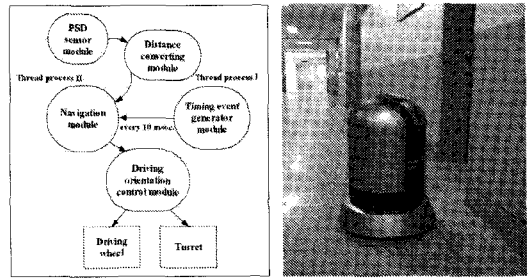 PSD
sensor
module
Distance
converting
module
Thread process II
Thread process I
Navigation
module
Timing event
generator
module
every 10 msec.
Driving
orientation
control module
Driving
wheel
Turret